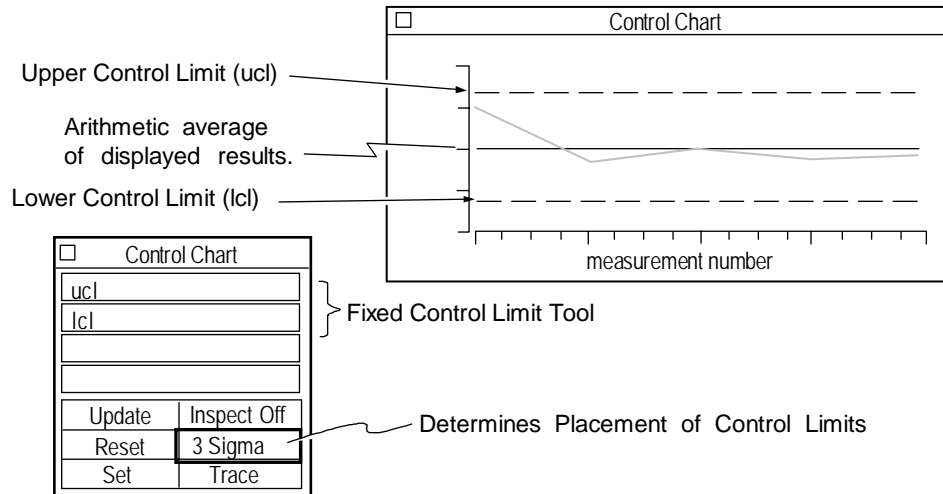 Control Chart
Upper Control Limit (ucl)
Arithmetic average
of displayed results.
Lower Control Limit (lcl)
measurement number
Control Chart
ucl
lcl
Fixed Control Limit Tool
Update
Inspect Off
Reset
3 Sigma
Set
Trace
Determines Placement of Control Limits